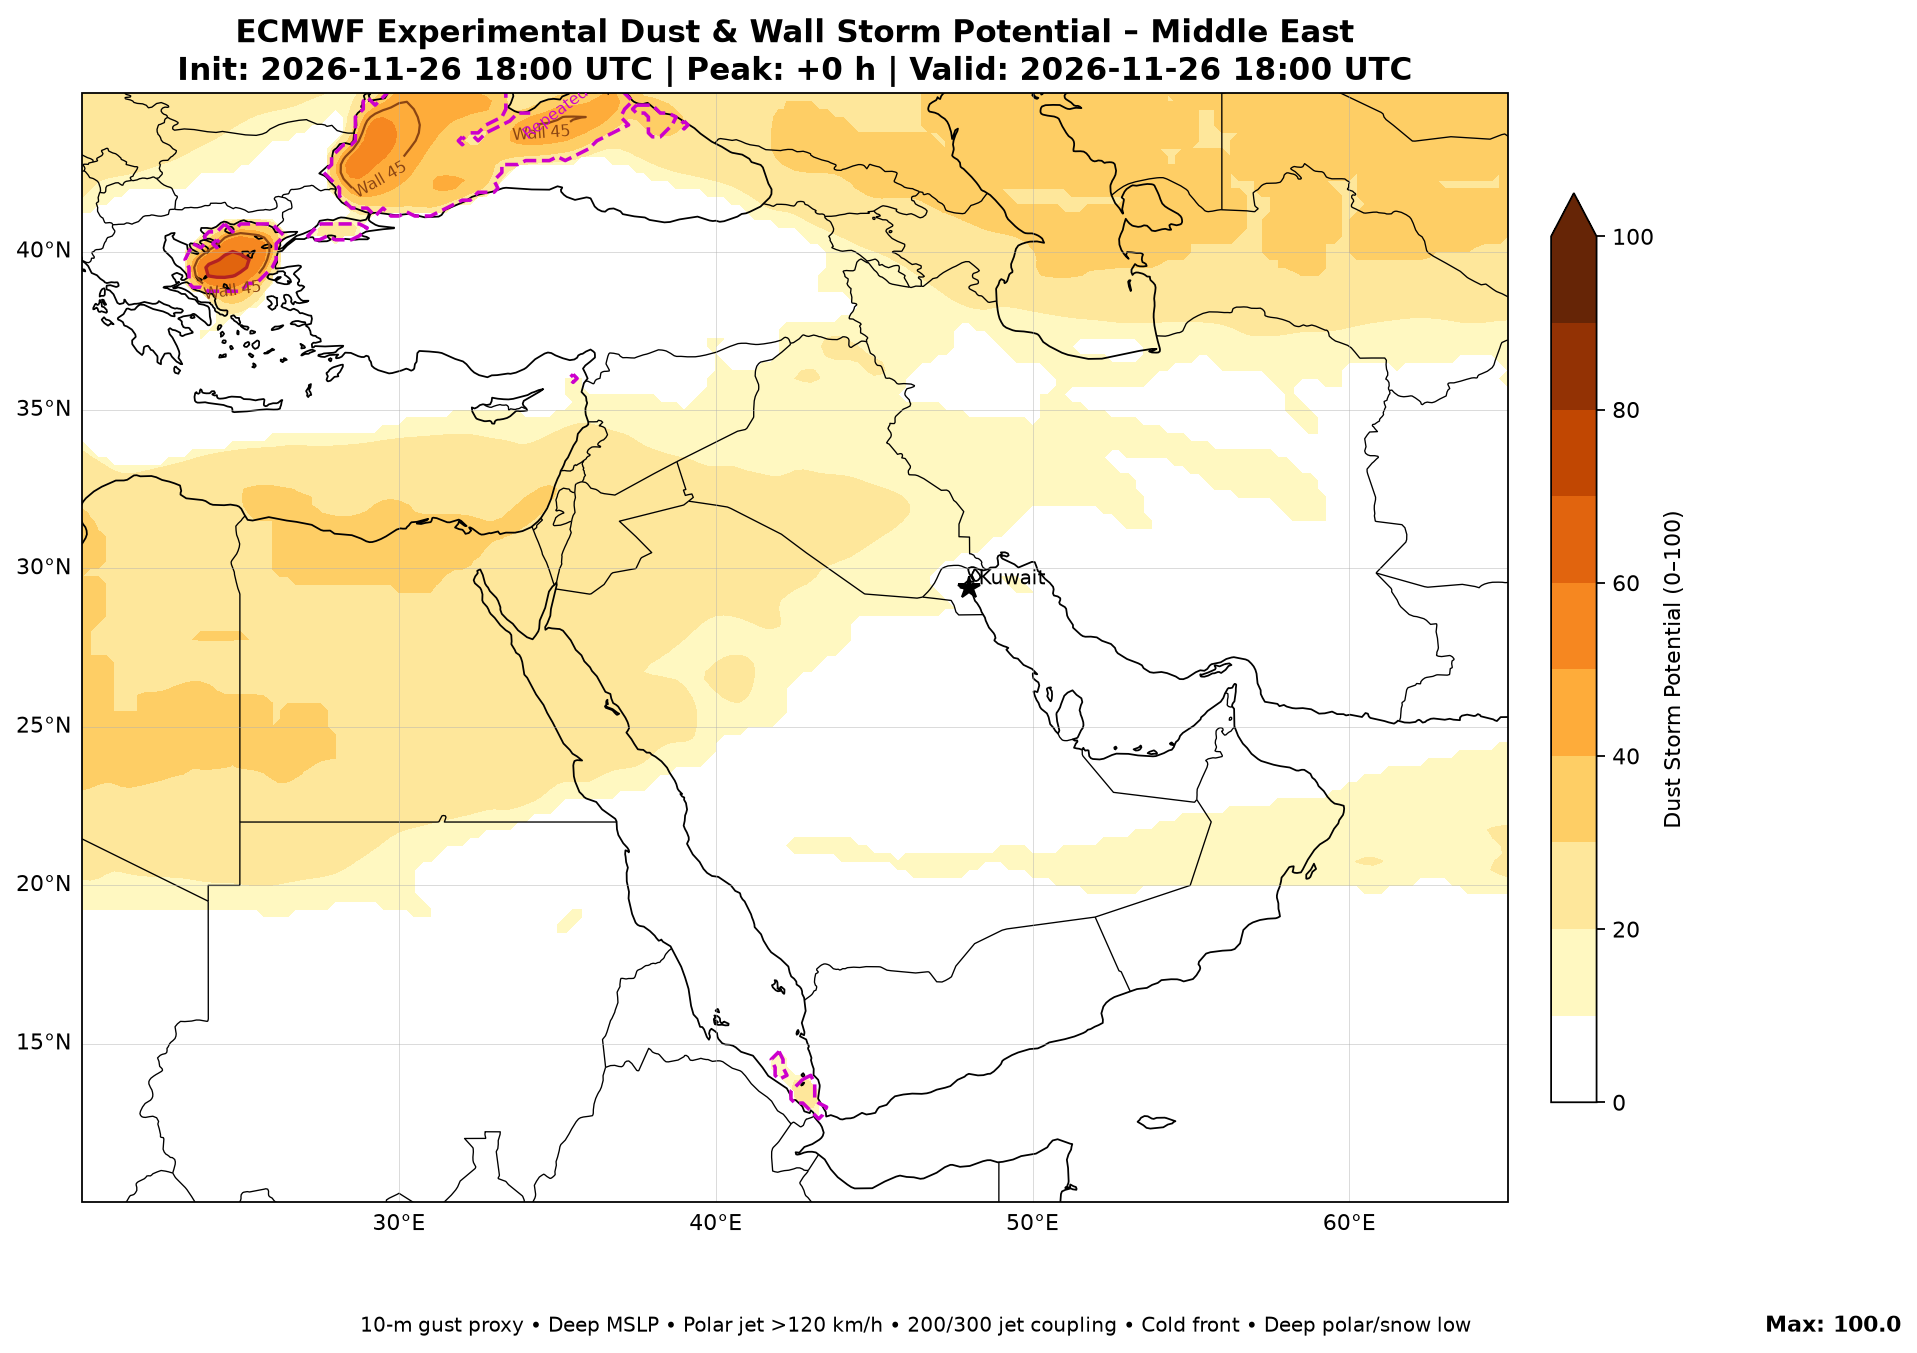 ECMWF Experimental Dust & Wall Storm Potential – Middle East
Init: 2026-11-26 18:00 UTC | Peak: +0 h | Valid: 2026-11-26 18:00 UTC
Repeated
Wall 45
Wall 45
Wall 45
Kuwait
40°N
35°N
30°N
25°N
20°N
15°N
30°E
40°E
50°E
60°E
100
80
60
40
20
0
Dust Storm Potential (0–100)
10-m gust proxy • Deep MSLP • Polar jet >120 km/h • 200/300 jet coupling • Cold front • Deep polar/snow low
Max: 100.0